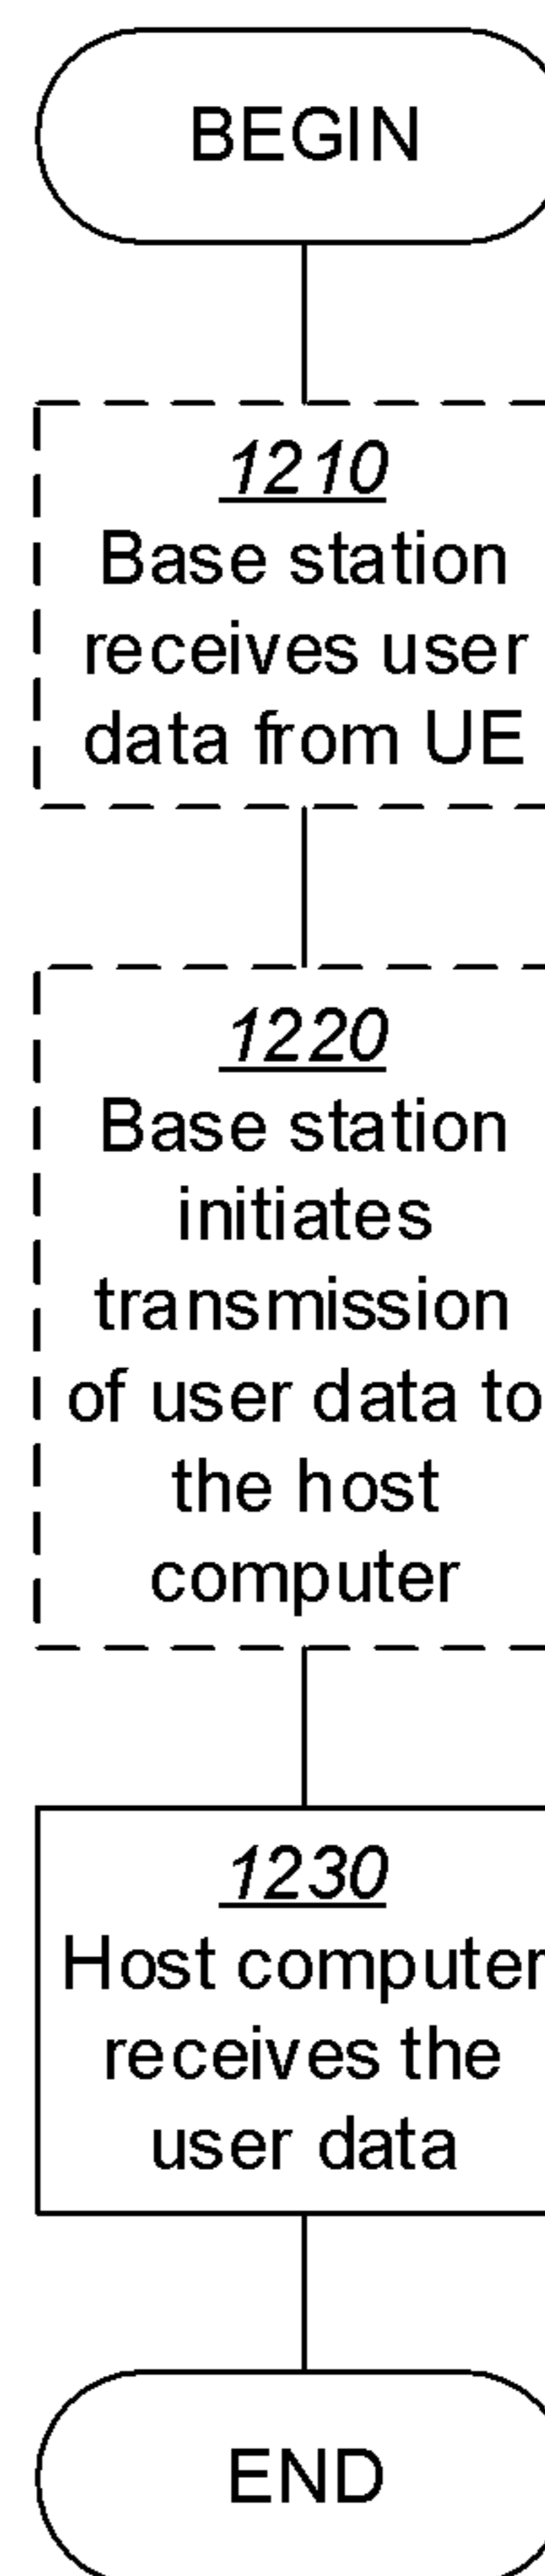 BEGIN
1210
Base station
receives user
data from UE
1220
Base station
initiates
transmission
of user data to
the host
computer
1230
Host computer
receives the
user data
END